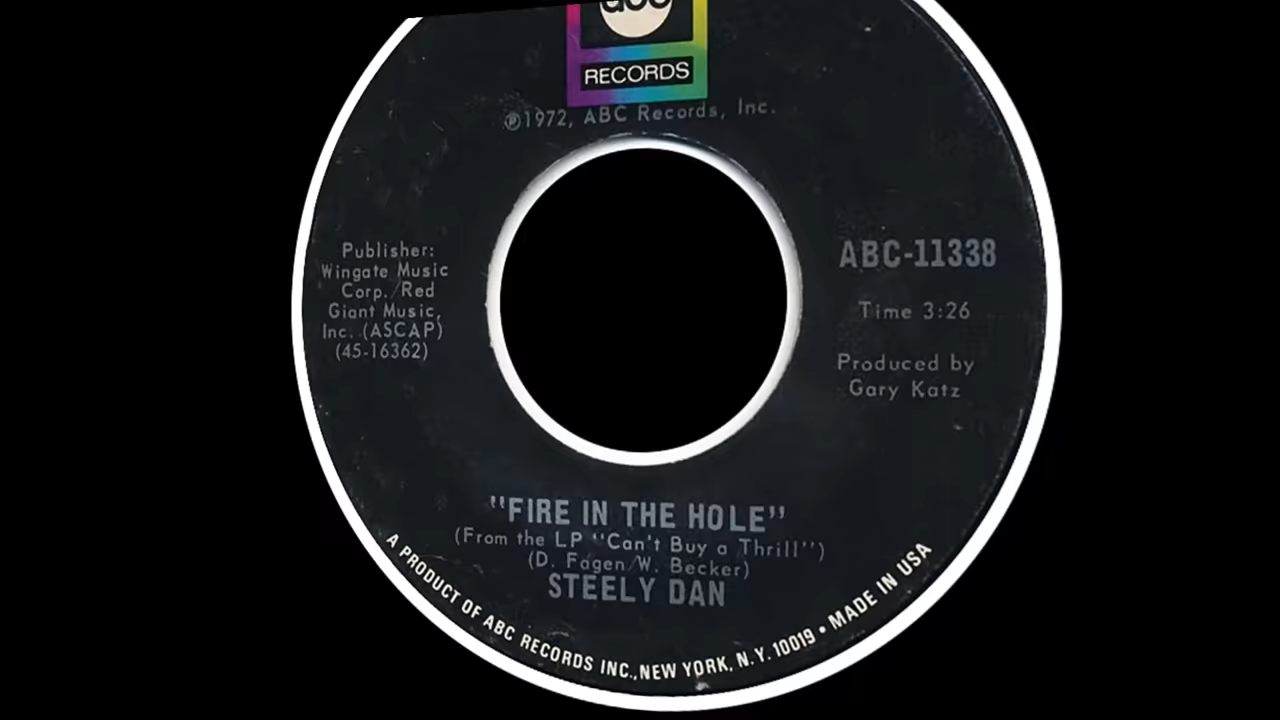 abc
RECORDS
℗1972, ABC Records, Inc.
Publisher:
Wingate Music
Corp./Red
Giant Music,
Inc. (ASCAP)
(45-16362)
ABC-11338
Time 3:26
Produced by
Gary Katz
"FIRE IN THE HOLE"
(From the LP "Can't Buy a Thrill")
(D. Fagen/W. Becker)
STEELY DAN
A PRODUCT OF ABC RECORDS INC., NEW YORK, N.Y. 10019 • MADE IN USA